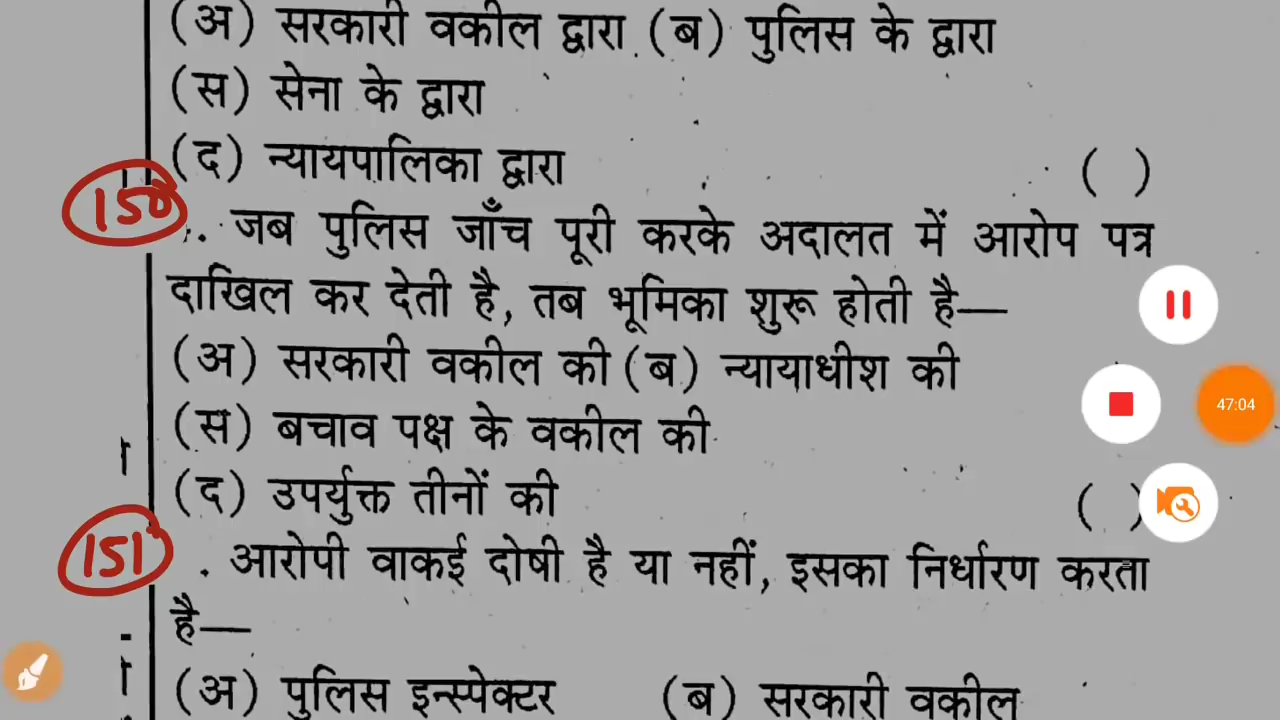 (अ) सरकारी वकील द्वारा (ब) पुलिस के द्वारा
(स) सेना के द्वारा
(द) न्यायपालिका द्वारा ( )
150 . जब पुलिस जाँच पूरी करके अदालत में आरोप पत्र
दाखिल कर देती है, तब भूमिका शुरू होती है—
(अ) सरकारी वकील की (ब) न्यायाधीश की
(स) बचाव पक्ष के वकील की
(द) उपर्युक्त तीनों की ( )
151 . आरोपी वाकई दोषी है या नहीं, इसका निर्धारण करता
है—
(अ) पुलिस इन्स्पेक्टर (ब) सरकारी वकील
47:04